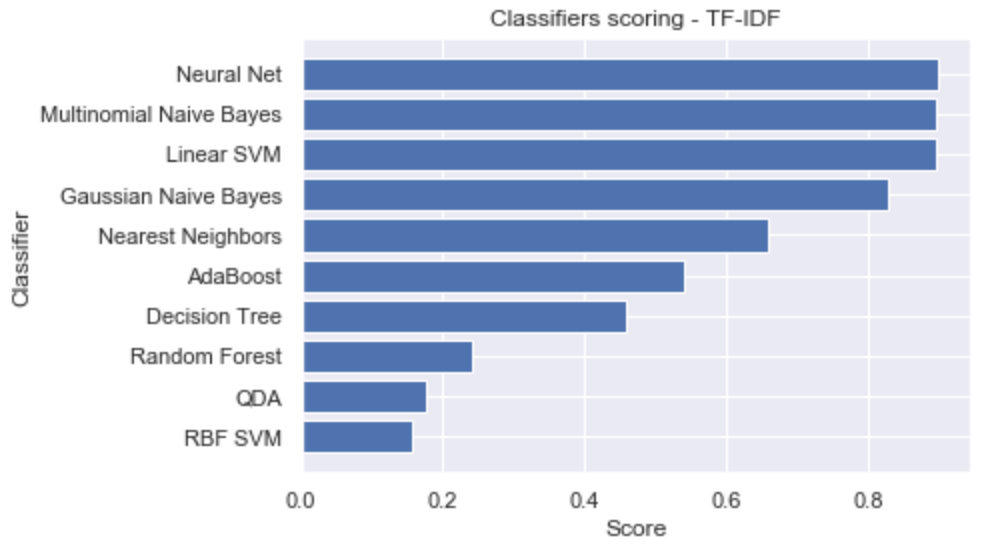 Classifiers scoring - TF-IDF
Classifier
Neural Net
Multinomial Naive Bayes
Linear SVM
Gaussian Naive Bayes
Nearest Neighbors
AdaBoost
Decision Tree
Random Forest
QDA
RBF SVM
0.0 0.2 0.4 0.6 0.8
Score